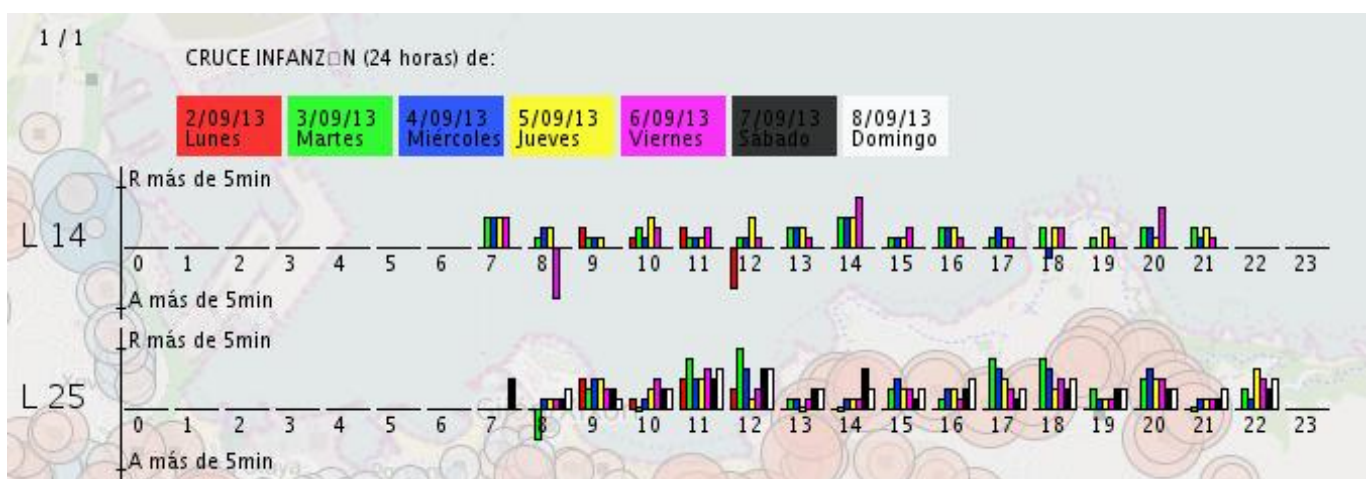 1 / 1
CRUCE INFANZ□N (24 horas) de:
2/09/13 3/09/13 4/09/13 5/09/13 6/09/13 7/09/13 8/09/13
Lunes Martes Miércoles Jueves Viernes Sábado Domingo
R más de 5min
L 14
0 1 2 3 4 5 6 7 8 9 10 11 12 13 14 15 16 17 18 19 20 21 22 23
A más de 5min
R más de 5min
L 25
0 1 2 3 4 5 6 7 8 9 10 11 12 13 14 15 16 17 18 19 20 21 22 23
A más de 5min